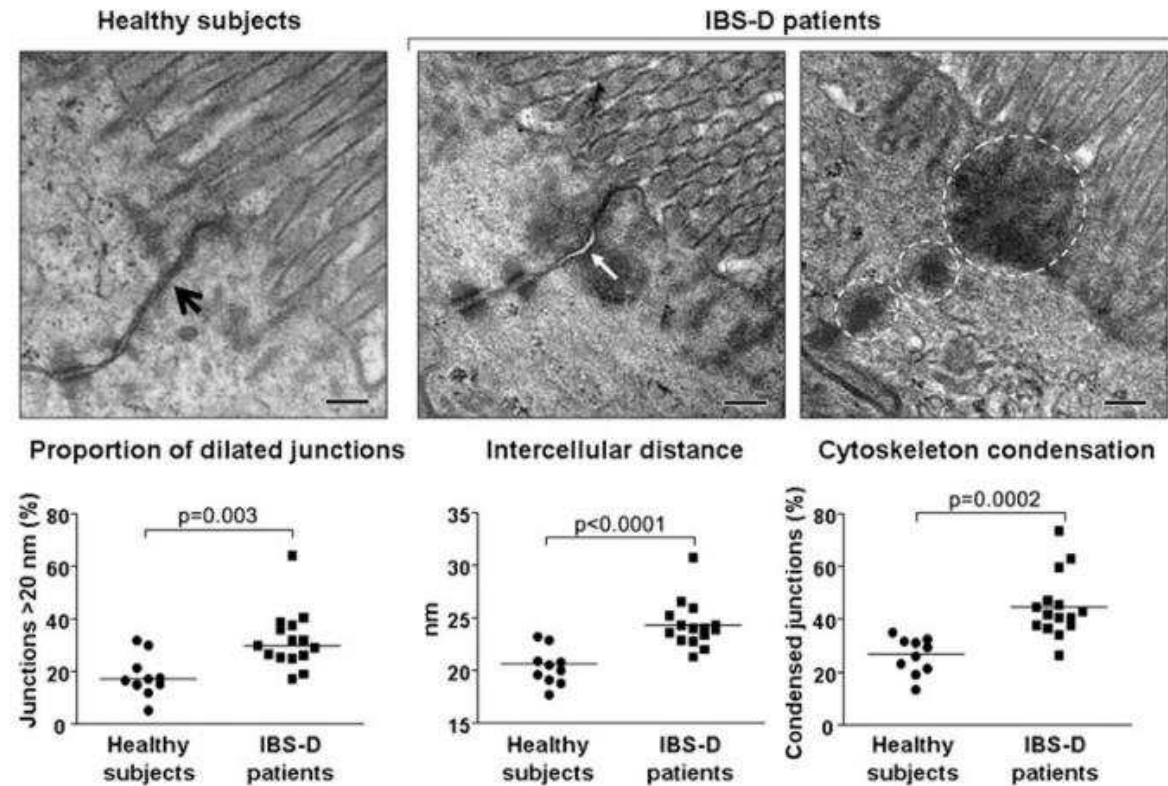 Healthy subjects
IBS-D patients
Proportion of dilated junctions
Intercellular distance
Cytoskeleton condensation
Junctions >20 nm (%)
80
60
40
20
0
p=0.003
Healthy
subjects
IBS-D
patients
nm
35
30
25
20
15
p<0.0001
Healthy
subjects
IBS-D
patients
Condensed junctions (%)
80
60
40
20
0
p=0.0002
Healthy
subjects
IBS-D
patients